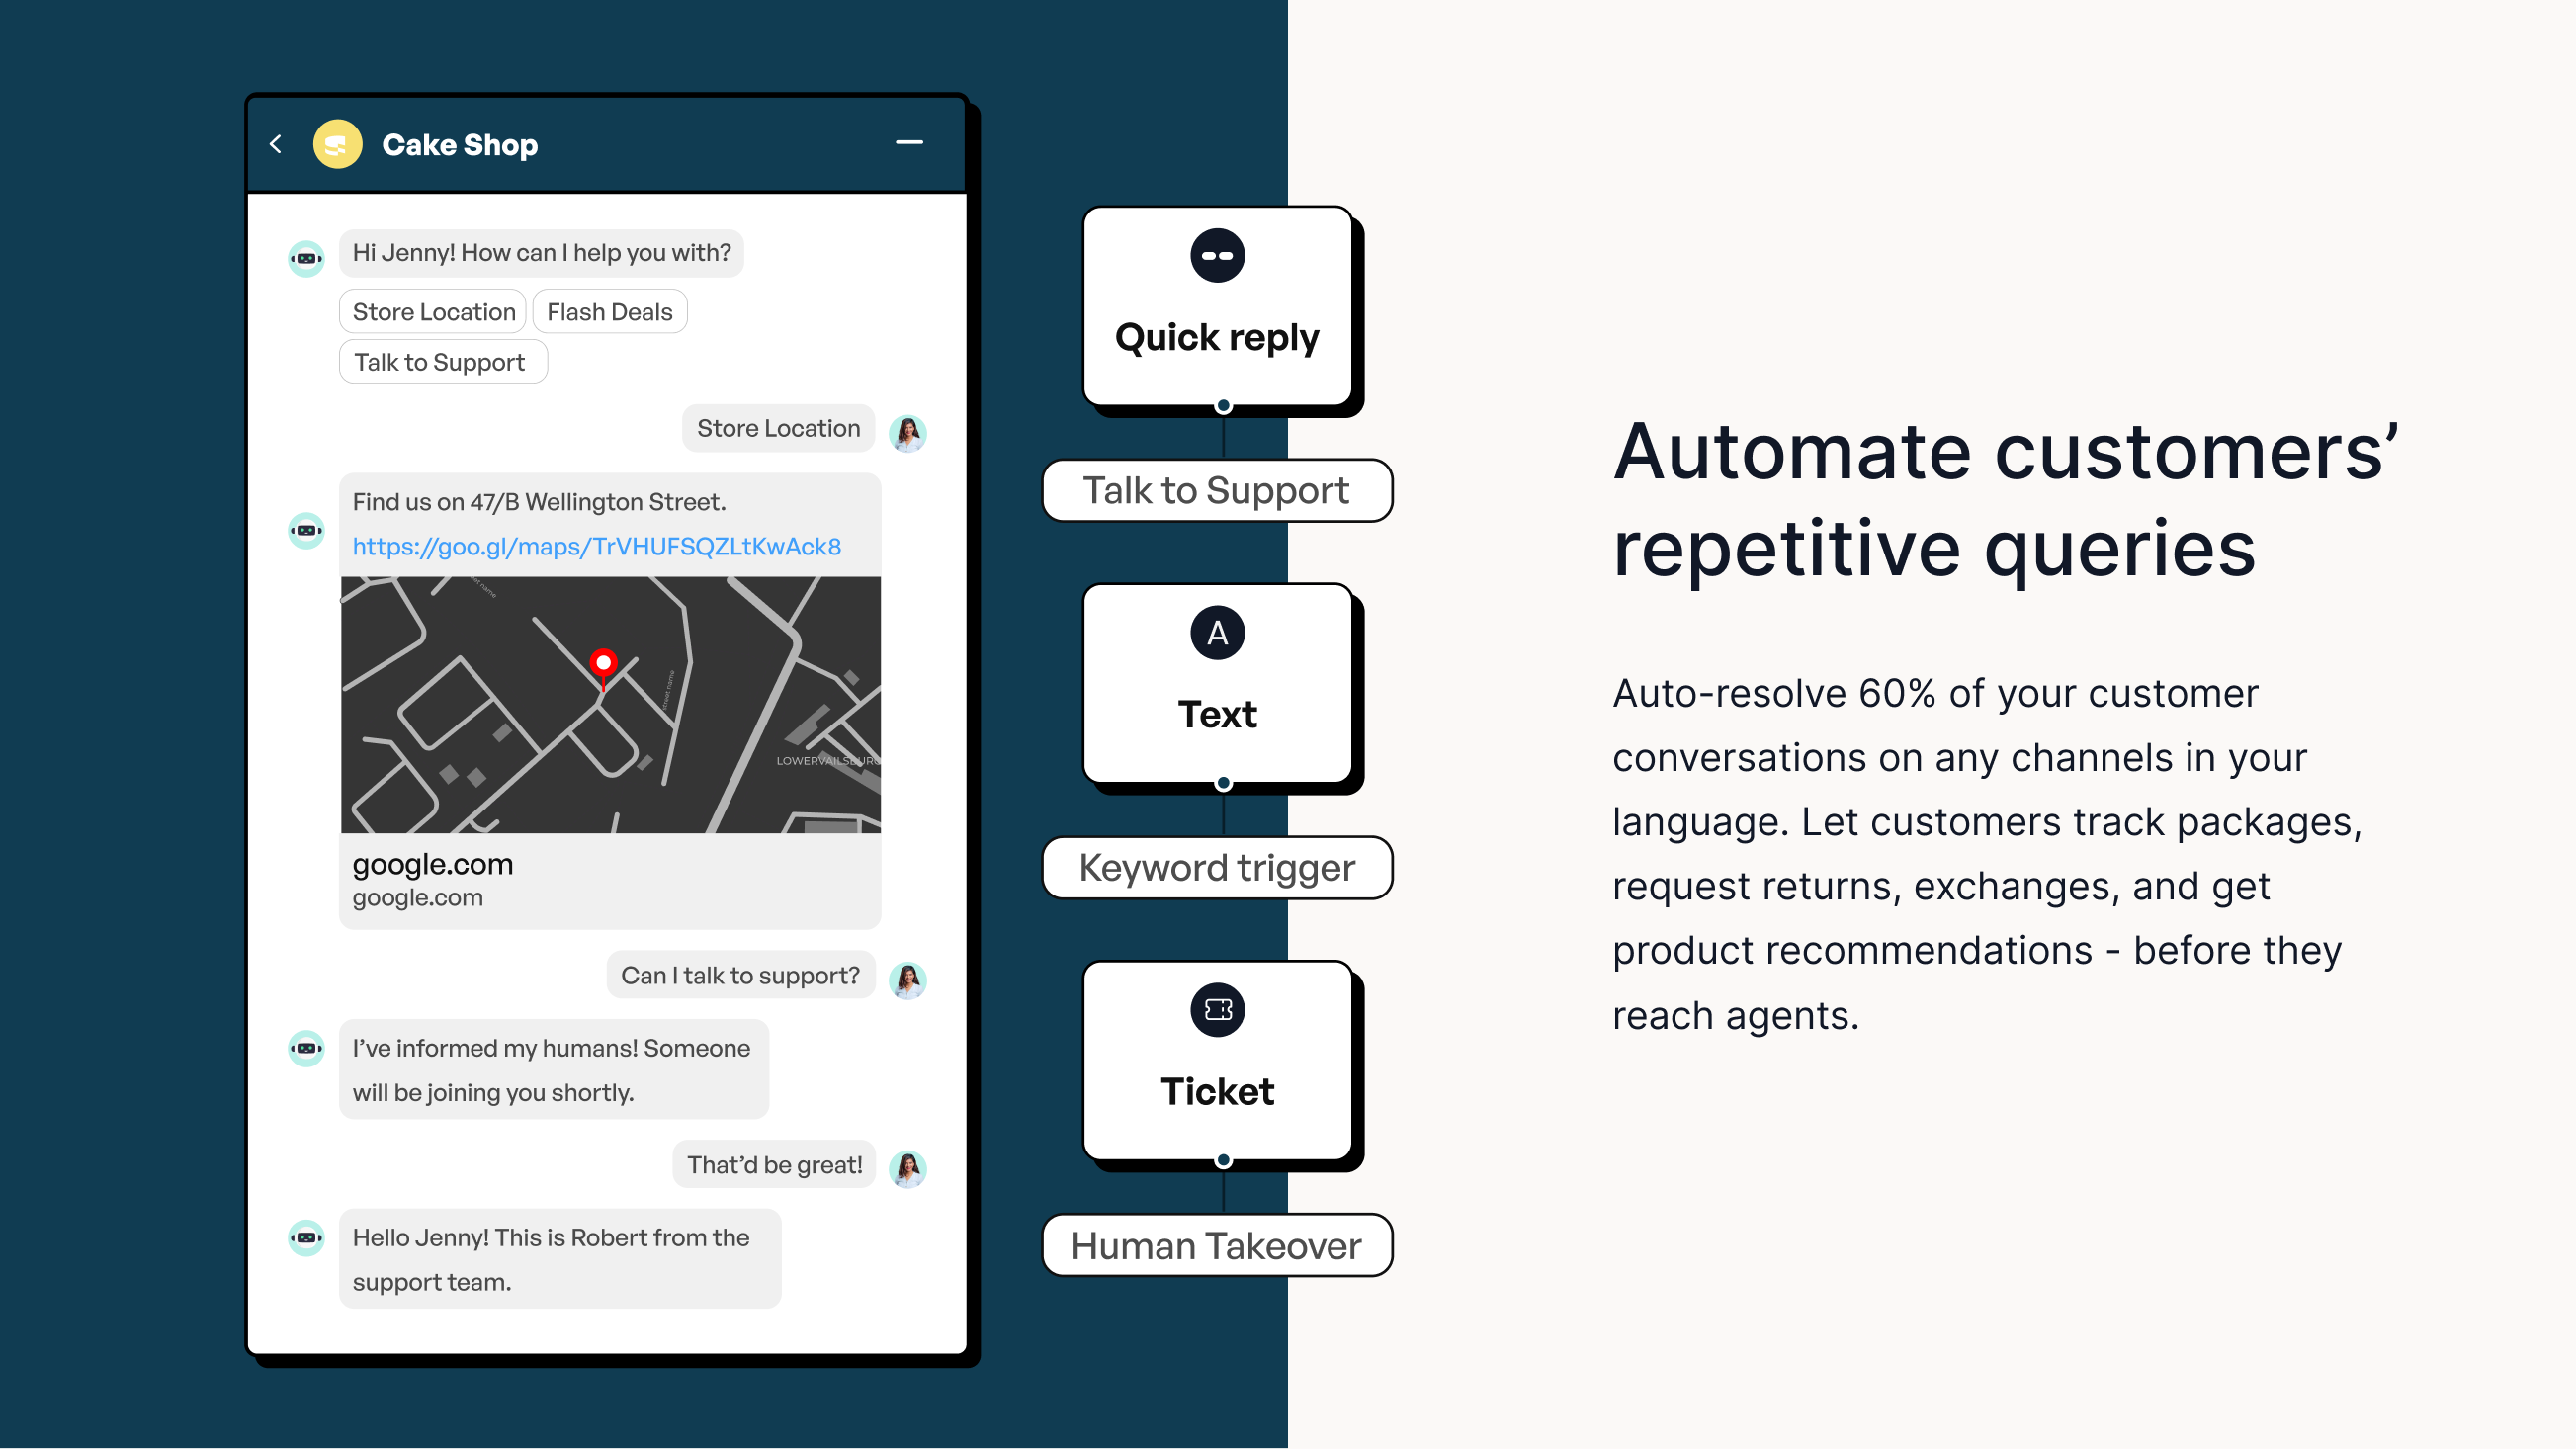 Cake Shop
Hi Jenny! How can I help you with?
Store Location
Flash Deals
Talk to Support
Store Location
Find us on 47/B Wellington Street.
https://goo.gl/maps/TrVHUFSQZLtKwAck8
street name
LOWERVAILSBURG
google.com
google.com
Can I talk to support?
I’ve informed my humans! Someone
will be joining you shortly.
That’d be great!
Hello Jenny! This is Robert from the
support team.
Quick reply
Talk to Support
A
Text
Keyword trigger
Ticket
Human Takeover
Automate customers’
repetitive queries
Auto-resolve 60% of your customer
conversations on any channels in your
language. Let customers track packages,
request returns, exchanges, and get
product recommendations - before they
reach agents.